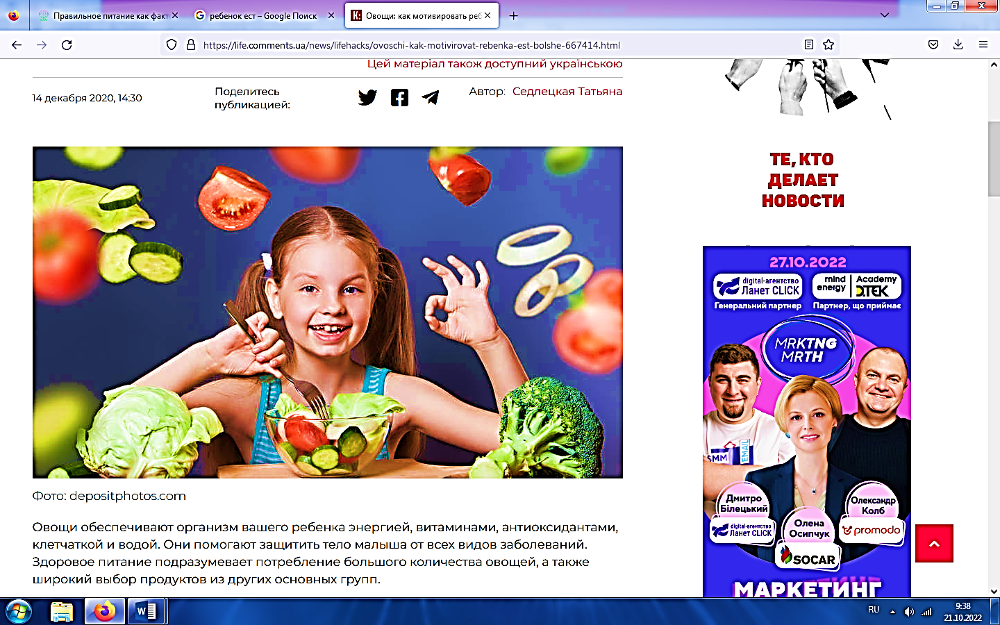 Правильное питание как факт
ребенок ест – Google Поиск
Овощи: как мотивировать реб
https://life.comments.ua/news/lifehacks/ovoschi-kak-motivirovat-rebenka-est-bolshe-667414.html
Цей матеріал також доступний українською
14 декабря 2020, 14:30
Поделитесь
публикацией:
Автор: Седлецкая Татьяна
Фото: depositphotos.com
Овощи обеспечивают организм вашего ребенка энергией, витаминами, антиоксидантами,
клетчаткой и водой. Они помогают защитить тело малыша от всех видов заболеваний.
Здоровое питание подразумевает потребление большого количества овощей, а также
широкий выбор продуктов из других основных групп.
ТЕ, КТО
ДЕЛАЕТ
НОВОСТИ
27.10.2022
digital-агентство
Ланет CLICK
Генеральний партнер
mind
energy
Academy
D.TEK
Партнер, що приймає
MRKTNG
MRTH
SMM
EMAIL
Дмитро
Білецький
digital-агентство
Ланет CLICK
Олена
Осипчук
SOCAR
Олександр
Колб
promodo
МАРКЕТИНГ
RU
9:38
21.10.2022